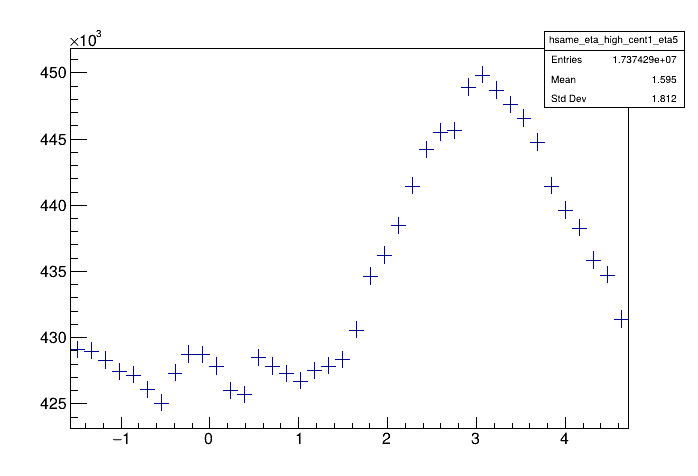 ×10³
hsame_eta_high_cent1_eta5
Entries 1.737429e+07
Mean 1.595
Std Dev 1.812
450
445
440
435
430
425
−1 0 1 2 3 4